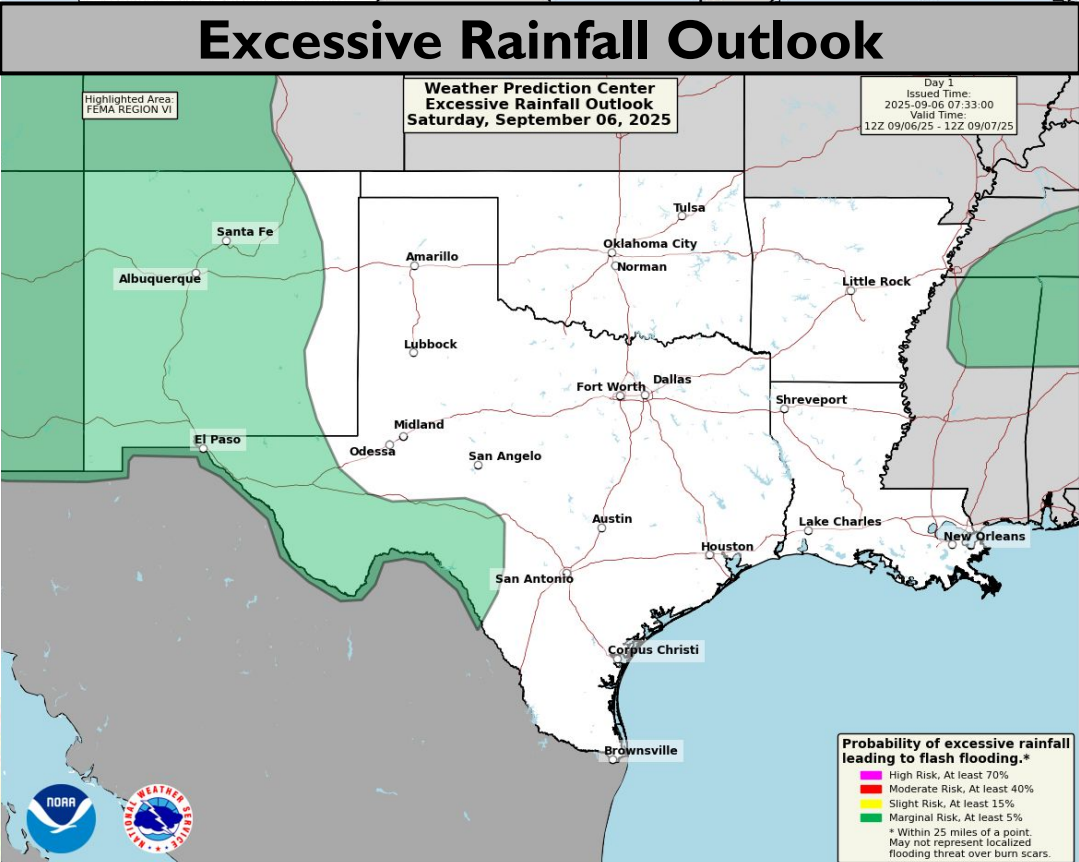 Excessive Rainfall Outlook
Highlighted Area:
FEMA REGION VI
Weather Prediction Center
Excessive Rainfall Outlook
Saturday, September 06, 2025
Day 1
Issued Time:
2025-09-06 07:33:00
Valid Time:
12Z 09/06/25 - 12Z 09/07/25
Tulsa
Santa Fe
Oklahoma City
Amarillo
Norman
Albuquerque
Little Rock
Lubbock
Dallas
Fort Worth
Shreveport
Midland
El Paso
Odessa
San Angelo
Austin
Lake Charles
New Orleans
Houston
San Antonio
Corpus Christi
Brownsville
Probability of excessive rainfall
leading to flash flooding.*
High Risk, At least 70%
Moderate Risk, At least 40%
Slight Risk, At least 15%
Marginal Risk, At least 5%
* Within 25 miles of a point.
May not represent localized
flooding threat over burn scars.
NOAA
NATIONAL WEATHER SERVICE